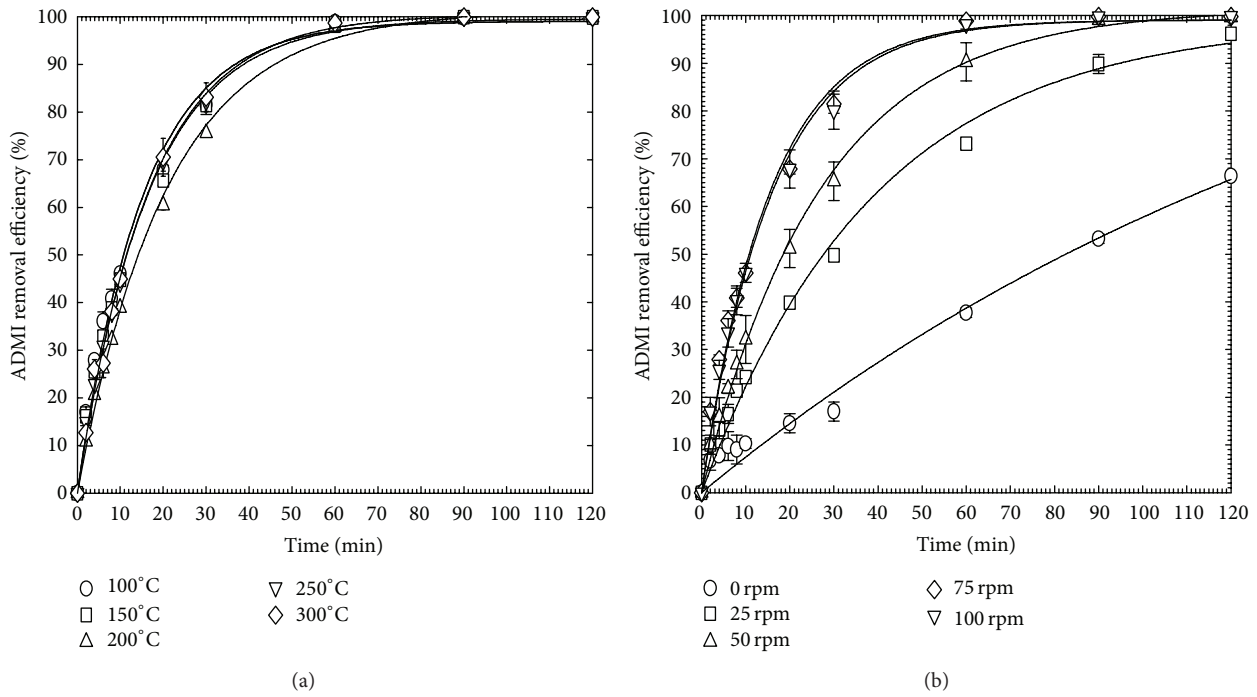 100
90
80
70
60
50
40
30
20
10
0
ADMI removal efficiency (%)
0 10 20 30 40 50 60 70 80 90 100 110 120
Time (min)
100°C
150°C
200°C
250°C
300°C
(a)
100
90
80
70
60
50
40
30
20
10
0
ADMI removal efficiency (%)
0 10 20 30 40 50 60 70 80 90 100 110 120
Time (min)
0 rpm
25 rpm
50 rpm
75 rpm
100 rpm
(b)